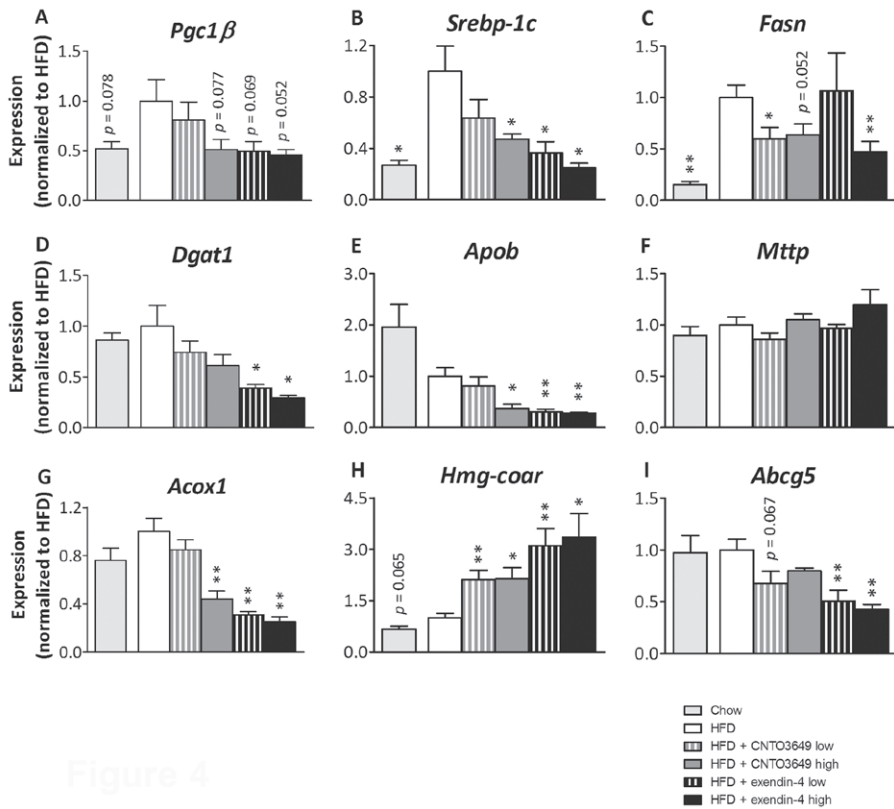 A Pgc1β
B Srebp-1c
C Fasn
Expression
(normalized to HFD)
1.5
1.0
0.5
0.0
p = 0.078
p = 0.077
p = 0.069
p = 0.052
1.2
0.8
0.4
0.0
*
*
*
*
1.5
1.0
0.5
0.0
**
*
p = 0.052
**
D Dgat1
E Apob
F Mttp
Expression
(normalized to HFD)
1.5
1.0
0.5
0.0
*
*
3.0
2.0
1.0
0.0
*
**
**
1.5
1.0
0.5
0.0
G Acox1
H Hmg-coar
I Abcg5
Expression
(normalized to HFD)
1.2
0.8
0.4
0.0
**
**
**
4.5
3.0
1.5
0.0
p = 0.065
**
*
**
*
1.5
1.0
0.5
0.0
p = 0.067
**
**
Chow
HFD
HFD + CNTO3649 low
HFD + CNTO3649 high
HFD + exendin-4 low
HFD + exendin-4 high
Figure 4